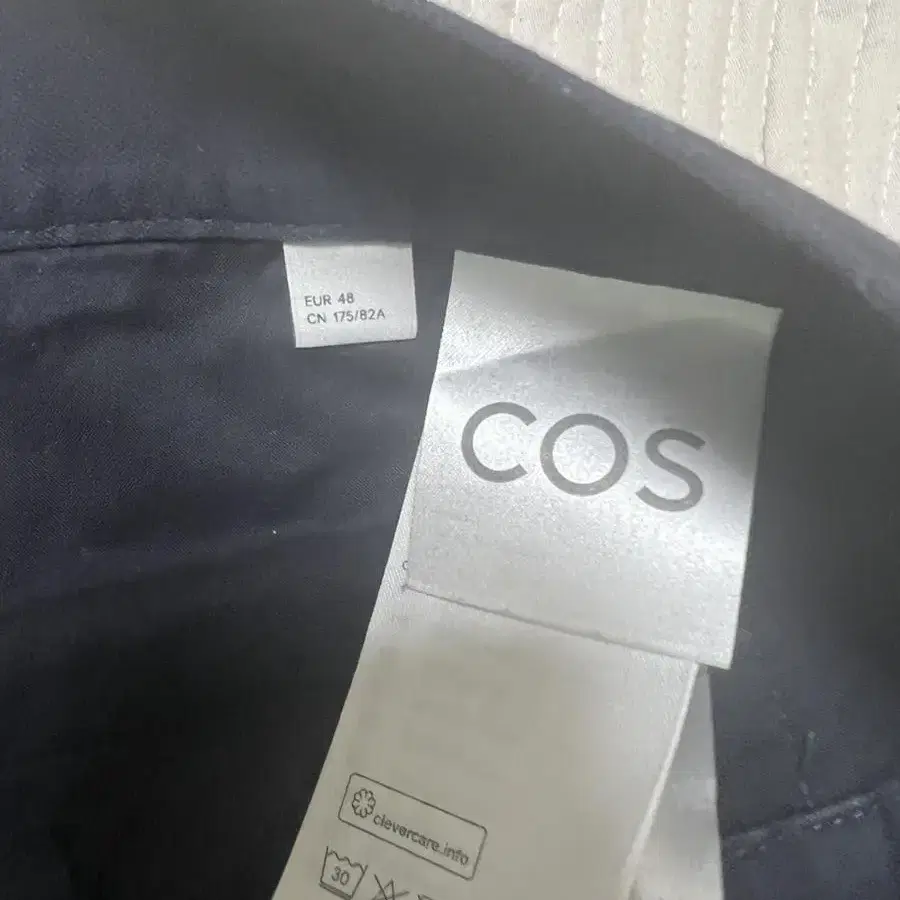 EUR 48
CN 175/82A
COS
clevercare.info
30